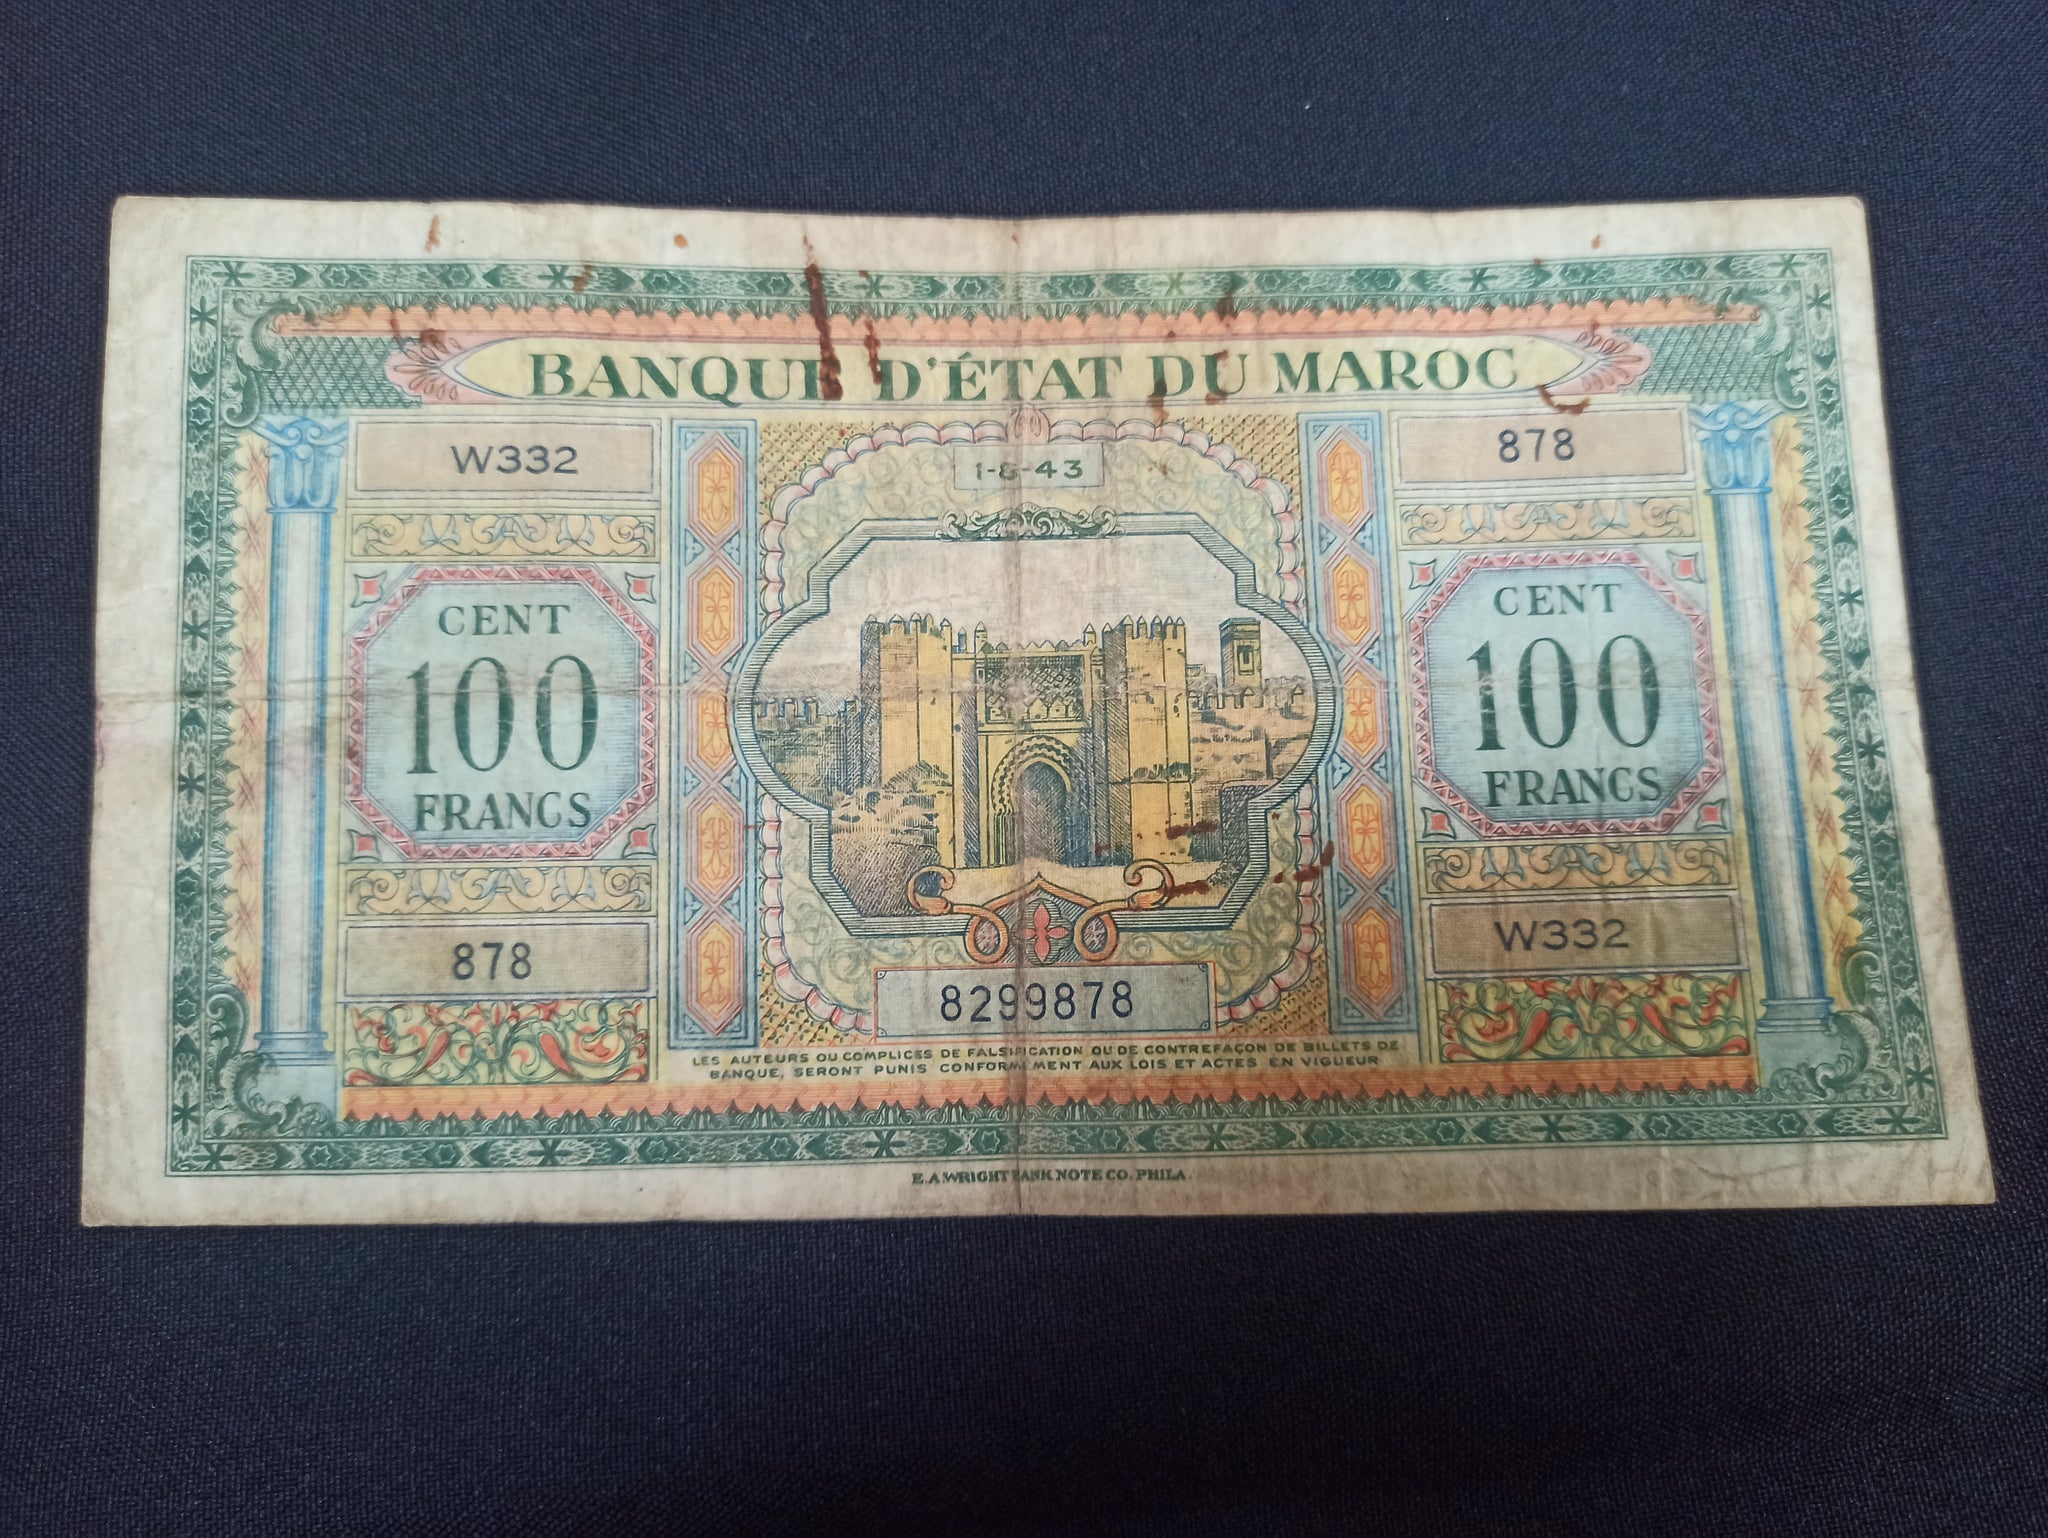 BANQUE D'ÉTAT DU MAROC
W332
1-8-43
878
CENT
100
FRANCS
CENT
100
FRANCS
878
8299878
W332
LES AUTEURS OU COMPLICES DE FALSIFICATION OU DE CONTREFAÇON DE BILLETS DE
BANQUE, SERONT PUNIS CONFORMEMENT AUX LOIS ET ACTES EN VIGUEUR
E.A.WRIGHT BANK NOTE CO. PHILA.